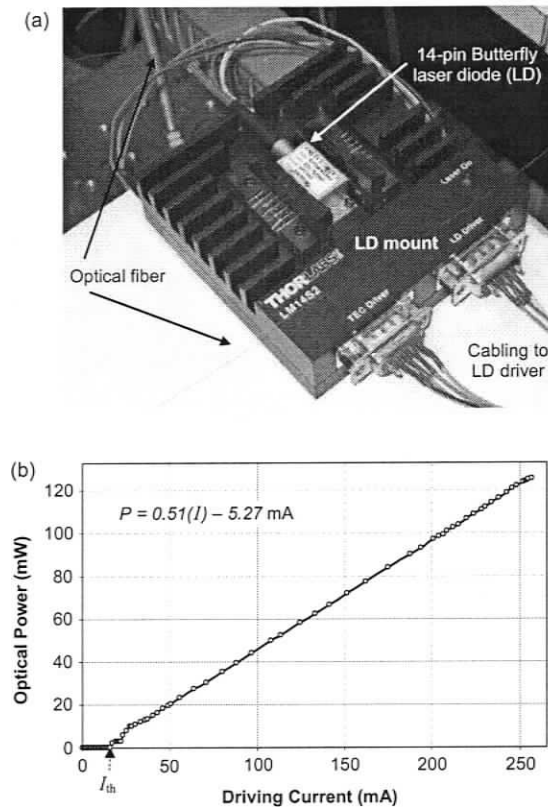 (a)
14-pin Butterfly
laser diode (LD)
Laser On
LD mount
LD Driver
Optical fiber
THORLABS
LM14S2
TEC Driver
Cabling to
LD driver
(b)
P = 0.51(I) – 5.27 mA
Optical Power (mW)
120
100
80
60
40
20
0
0
50
100
150
200
250
Ith
Driving Current (mA)